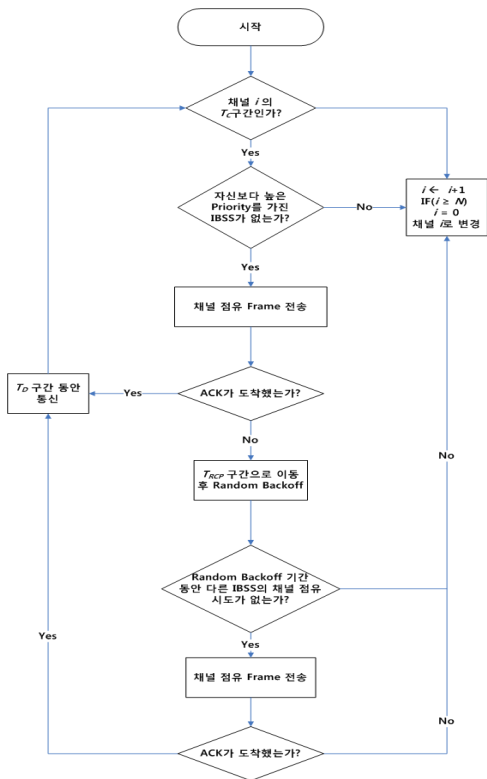 시작
채널 i 의
TC구간인가?
Yes
자신보다 높은
Priority를 가진
IBSS가 없는가?
No
i ← i+1
IF(i ≥ N)
i = 0
채널 i로 변경
Yes
채널 점유 Frame 전송
ACK가 도착했는가?
Yes
TD 구간 동안
통신
No
TRCP 구간으로 이동
후 Random Backoff
No
Random Backoff 기간
동안 다른 IBSS의 채널 점유
시도가 없는가?
Yes
Yes
채널 점유 Frame 전송
No
ACK가 도착했는가?